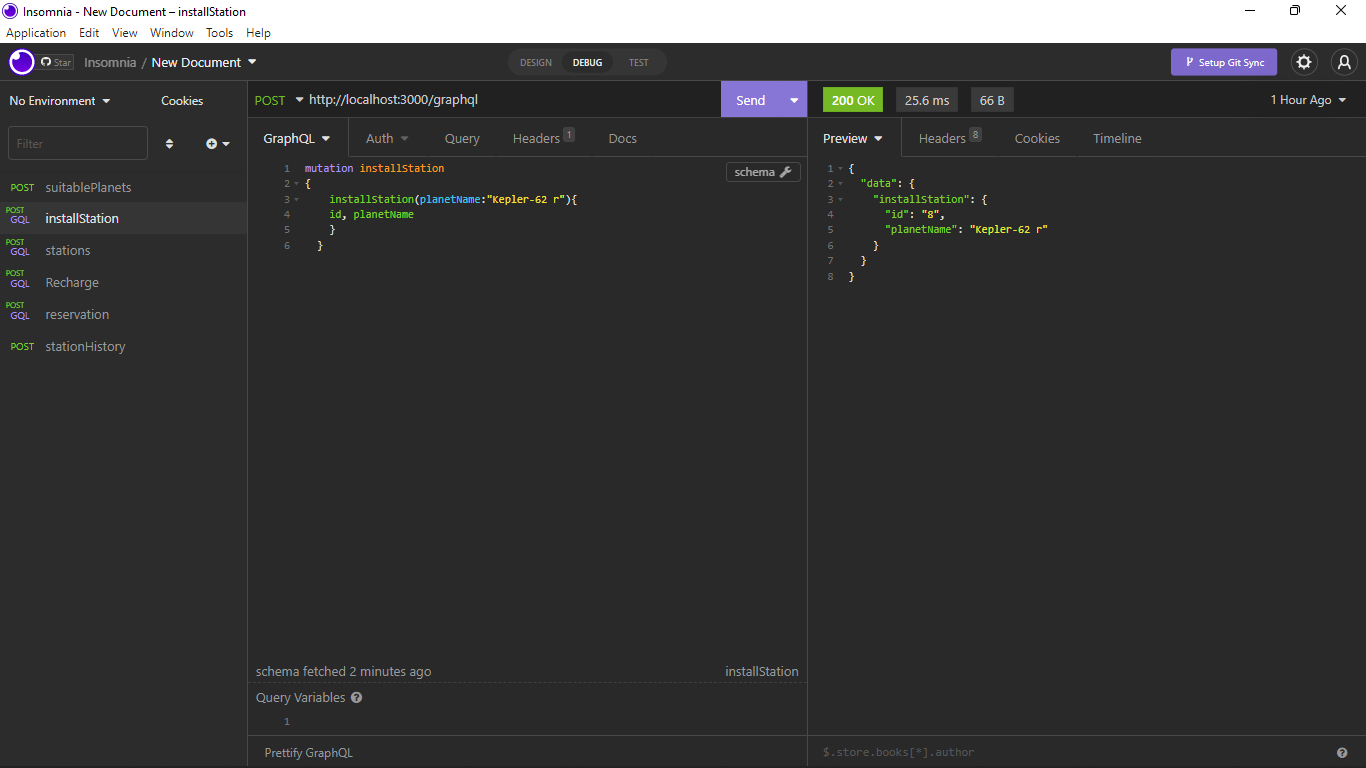 Insomnia - New Document – installStation
Application Edit View Window Tools Help
Star Insomnia / New Document DESIGN DEBUG TEST Setup Git Sync
No Environment Cookies POST http://localhost:3000/graphql Send 200 OK 25.6 ms 66 B 1 Hour Ago
Filter GraphQL Auth Query Headers 1 Docs Preview Headers 8 Cookies Timeline
POST suitablePlanets
POST GQL installStation
POST GQL stations
POST GQL Recharge
POST GQL reservation
POST stationHistory
schema
1 mutation installStation
2 {
3 installStation(planetName:"Kepler-62 r"){
4 id, planetName
5 }
6 }
1 {
2 "data": {
3 "installStation": {
4 "id": "8",
5 "planetName": "Kepler-62 r"
6 }
7 }
8 }
schema fetched 2 minutes ago installStation
Query Variables ?
1
Prettify GraphQL $.store.books[*].author ?